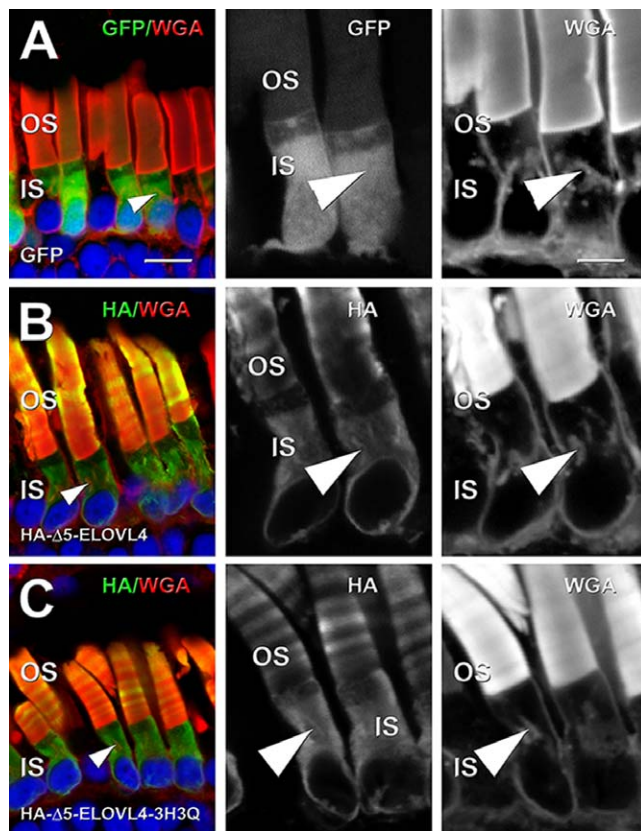 A
GFP/WGA
GFP
WGA
OS
OS
OS
IS
IS
IS
GFP
B
HA/WGA
HA
WGA
OS
OS
OS
IS
IS
IS
HA-Δ5-ELOVL4
C
HA/WGA
HA
WGA
OS
OS
OS
IS
IS
IS
HA-Δ5-ELOVL4-3H3Q